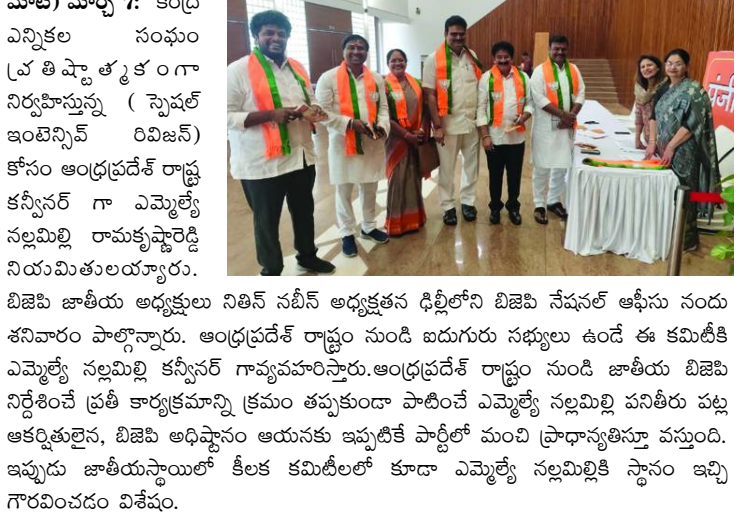 మాట) మార్చి 7: కేంద్ర
ఎన్నికల సంఘం
ప్రతిష్టాత్మకంగా
నిర్వహిస్తున్న ( స్పెషల్
ఇంటెన్సివ్ రివిజన్)
కోసం ఆంధ్రప్రదేశ్ రాష్ట్ర
కన్వీనర్ గా ఎమ్మెల్యే
నల్లమిల్లి రామకృష్ణారెడ్డి
నియమితులయ్యారు.
బిజెపి జాతీయ అధ్యక్షులు నితిన్ నబీన్ అధ్యక్షతన ఢిల్లీలోని బిజెపి నేషనల్ ఆఫీసు నందు
శనివారం పాల్గొన్నారు. ఆంధ్రప్రదేశ్ రాష్ట్రం నుండి ఐదుగురు సభ్యులు ఉండే ఈ కమిటీకి
ఎమ్మెల్యే నల్లమిల్లి కన్వీనర్ గావ్యవహరిస్తారు.ఆంధ్రప్రదేశ్ రాష్ట్రం నుండి జాతీయ బిజెపి
నిర్దేశించే ప్రతీ కార్యక్రమాన్ని క్రమం తప్పకుండా పాటించే ఎమ్మెల్యే నల్లమిల్లి పనితీరు పట్ల
ఆకర్షితులైన, బిజెపి అధిష్టానం ఆయనకు ఇప్పటికే పార్టీలో మంచి ప్రాధాన్యతిస్తూ వస్తుంది.
ఇప్పుడు జాతీయస్థాయిలో కీలక కమిటీలలో కూడా ఎమ్మెల్యే నల్లమిల్లికి స్థానం ఇచ్చి
గౌరవించడం విశేషం.